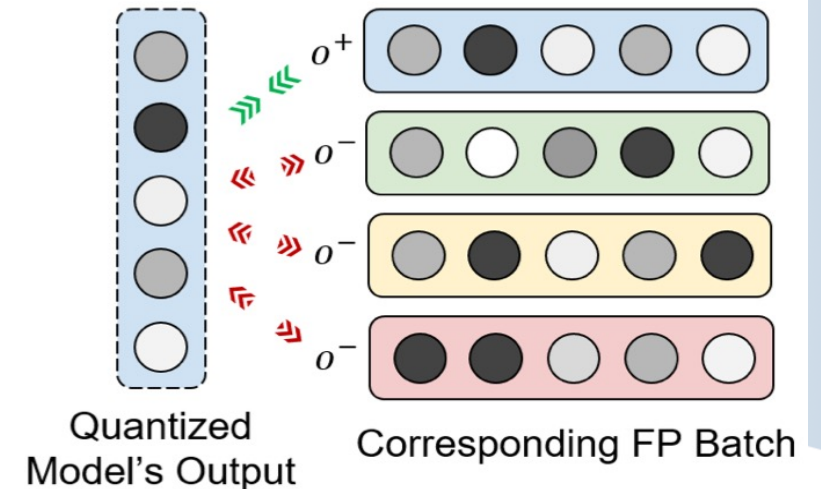 o⁺
o⁻
o⁻
o⁻
Quantized
Model's Output
Corresponding FP Batch